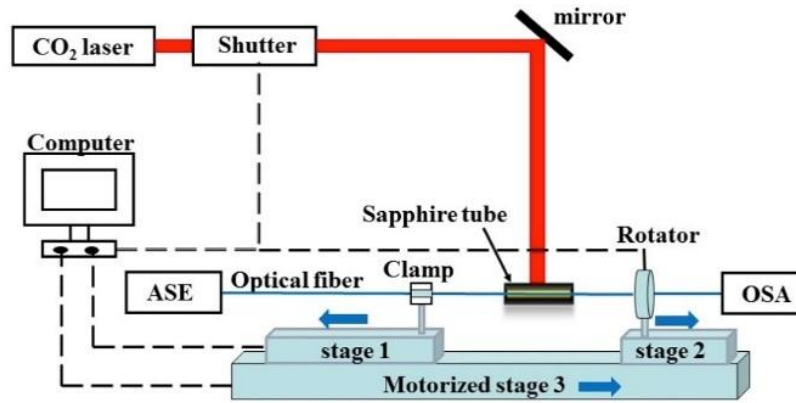 mirror
CO₂ laser
Shutter
Computer
Sapphire tube
Rotator
Clamp
Optical fiber
ASE
OSA
stage 1
stage 2
Motorized stage 3